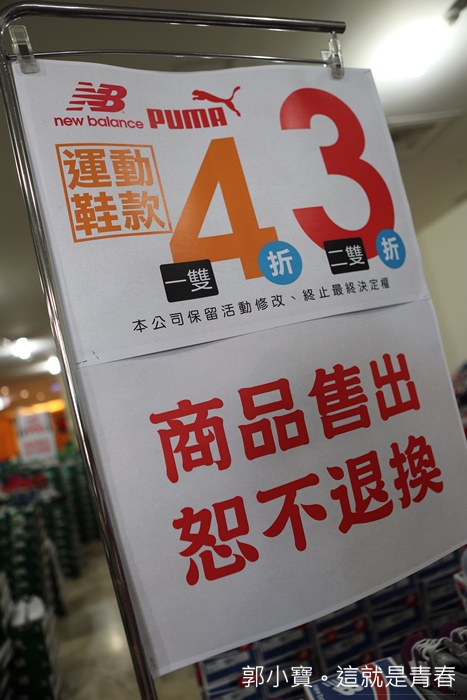 new balance PUMA
運動
鞋款
4 3
一雙 折 二雙 折
本公司保留活動修改、終止最終決定權
商品售出
恕不退換
郭小寶。這就是青春